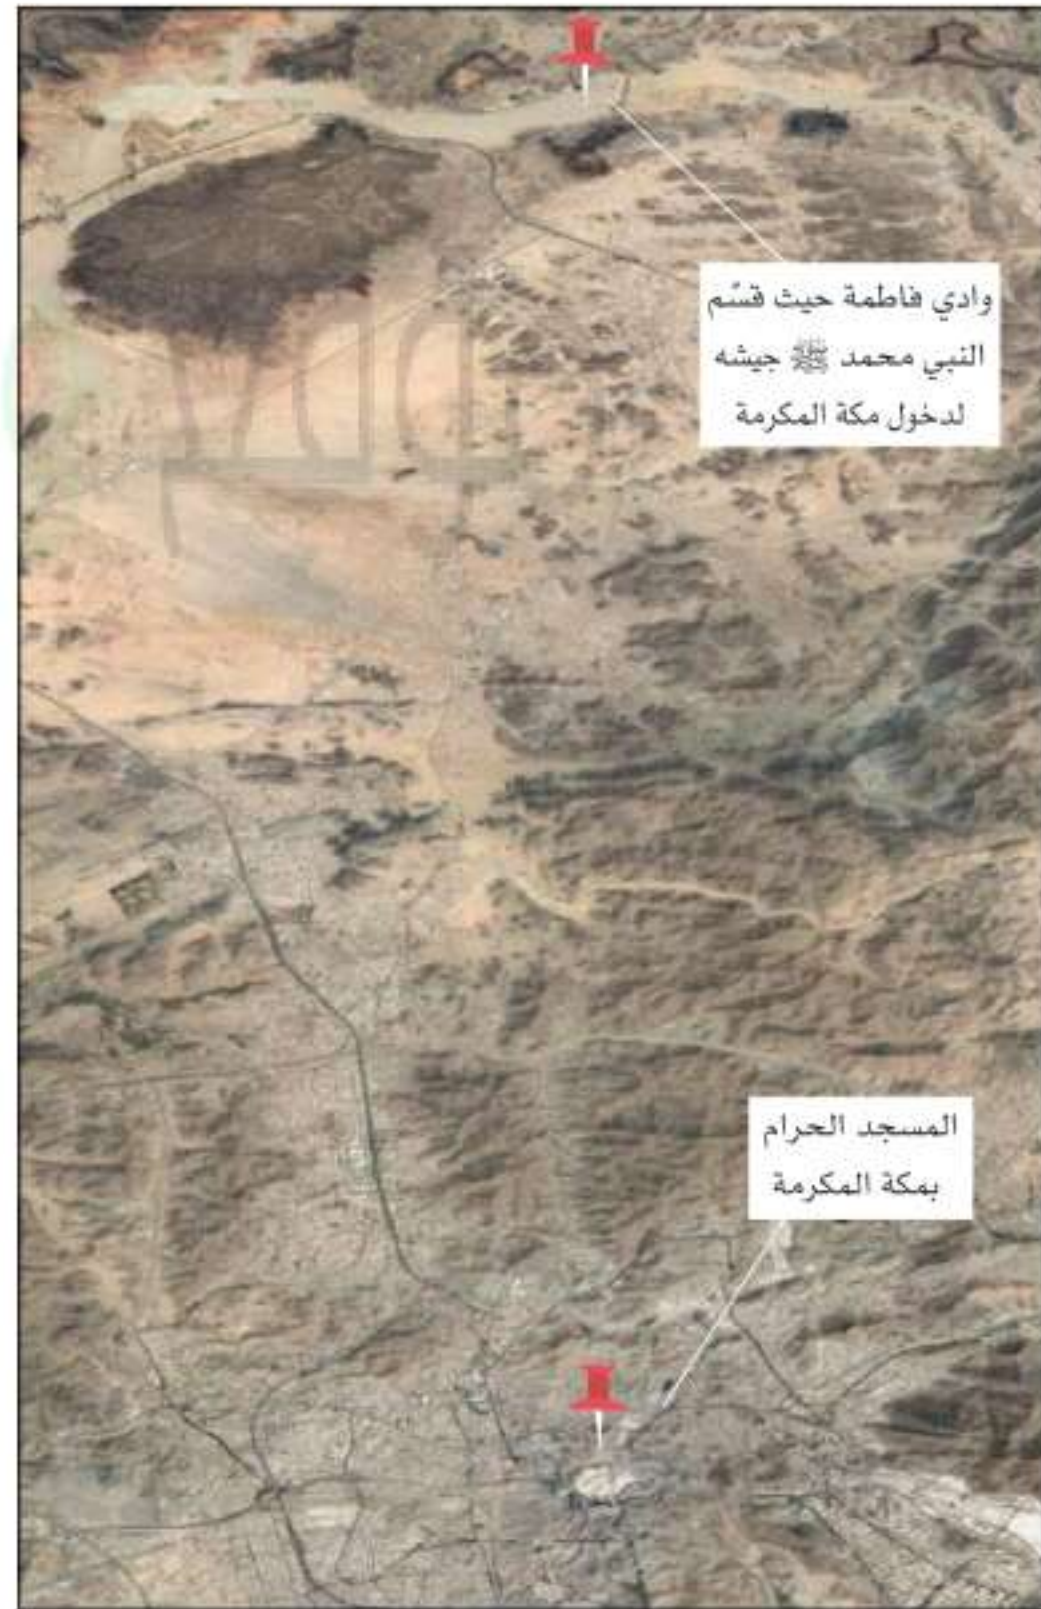 وادي فاطمة حيث قسّم
النبي محمد ﷺ جيشه
لدخول مكة المكرمة
المسجد الحرام
بمكة المكرمة